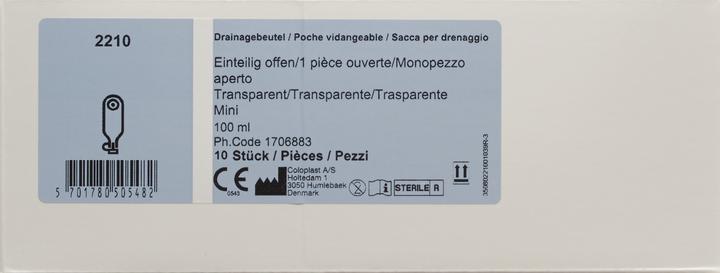 2210
Drainagebeutel / Poche vidangeable / Sacca per drenaggio
Einteilig offen/1 pièce ouverte/Monopezzo
aperto
Transparent/Transparente/Trasparente
Mini
100 ml
Ph.Code 1706883
10 Stück / Pièces / Pezzi
CE
0543
Coloplast A/S
Holtedam 1
3050 Humlebaek
Denmark
STERILE R
5 701780 505482